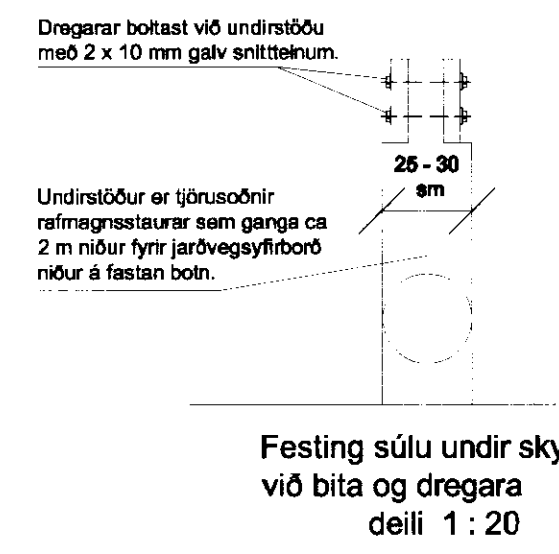 Dregarar boltast við undirstöðu
með 2 x 10 mm galv snittteinum.
25 - 30
sm
Undirstöður er tjörusoðnir
rafmagnsstaurar sem ganga ca
2 m niður fyrir jarðvegsyfirborð
niður á fastan botn.
Festing súlu undir sky
við bita og dregara
deili 1 : 20